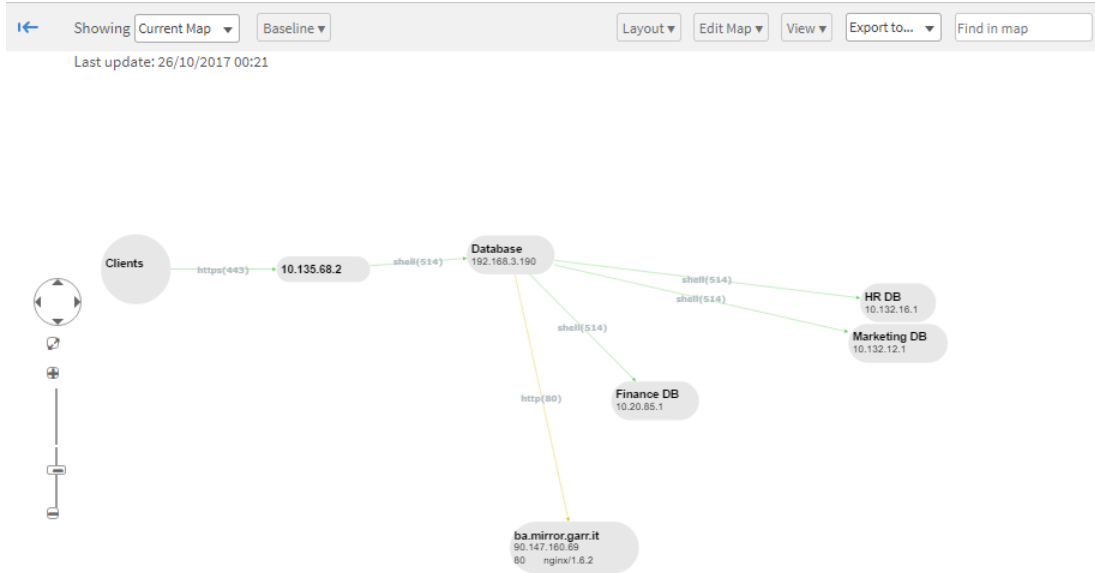 Showing Current Map ▼ Baseline ▼ Layout ▼ Edit Map ▼ View ▼ Export to... ▼ Find in map
Last update: 26/10/2017 00:21
Clients
https(443)
10.135.68.2
shell(514)
Database
192.168.3.190
shell(514)
HR DB
10.132.16.1
shell(514)
Marketing DB
10.132.12.1
shell(514)
Finance DB
10.20.85.1
http(80)
ba.mirror.garr.it
90.147.160.69
80 nginx/1.6.2